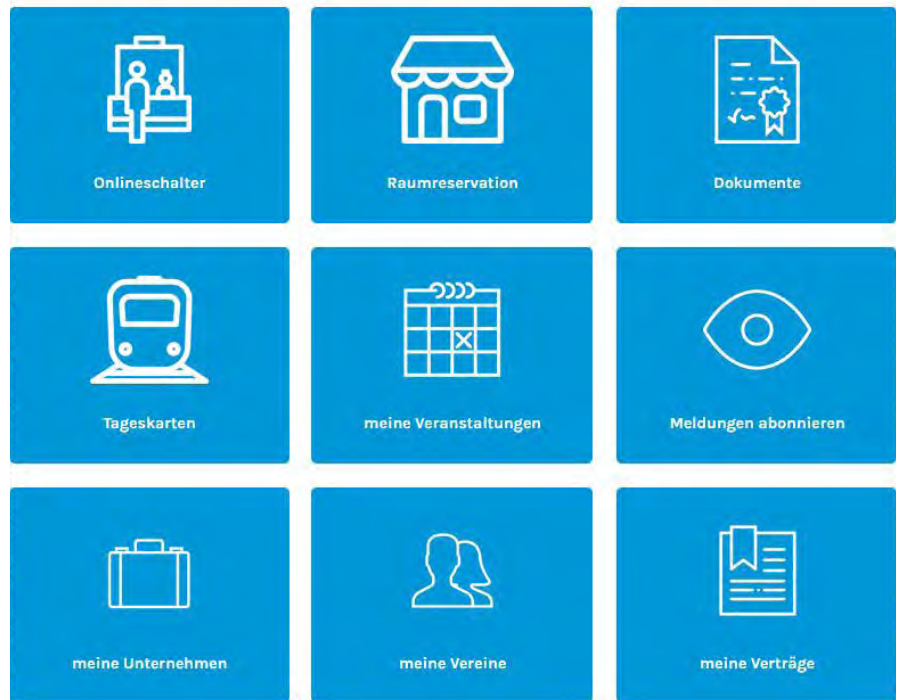 Onlineschalter
Raumreservation
Dokumente
Tageskarten
meine Veranstaltungen
Meldungen abonnieren
meine Unternehmen
meine Vereine
meine Verträge